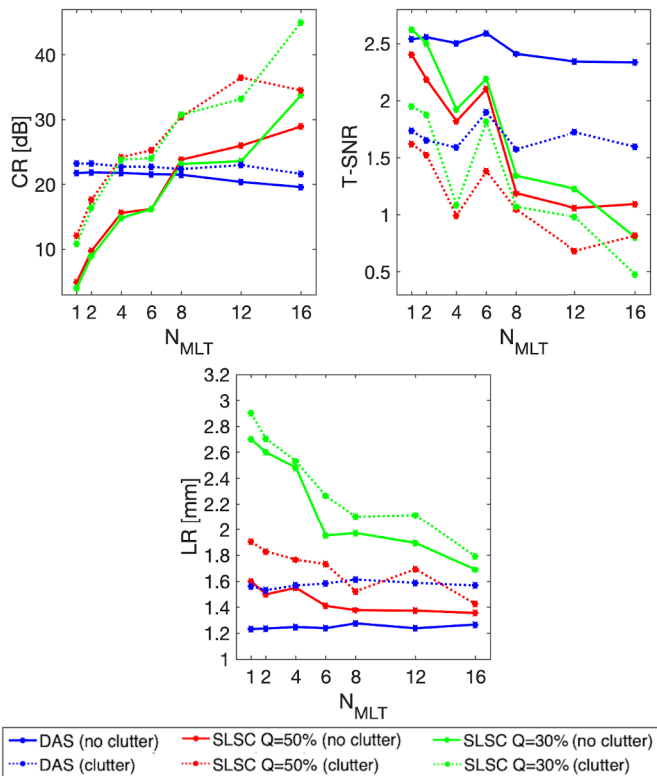 CR [dB]
40
30
20
10
1 2 4 6 8 12 16
N_MLT
T-SNR
2.5
2
1.5
1
0.5
1 2 4 6 8 12 16
N_MLT
LR [mm]
3.2
3
2.8
2.6
2.4
2.2
2
1.8
1.6
1.4
1.2
1
1 2 4 6 8 12 16
N_MLT
DAS (no clutter) SLSC Q=50% (no clutter) SLSC Q=30% (no clutter)
DAS (clutter) SLSC Q=50% (clutter) SLSC Q=30% (clutter)